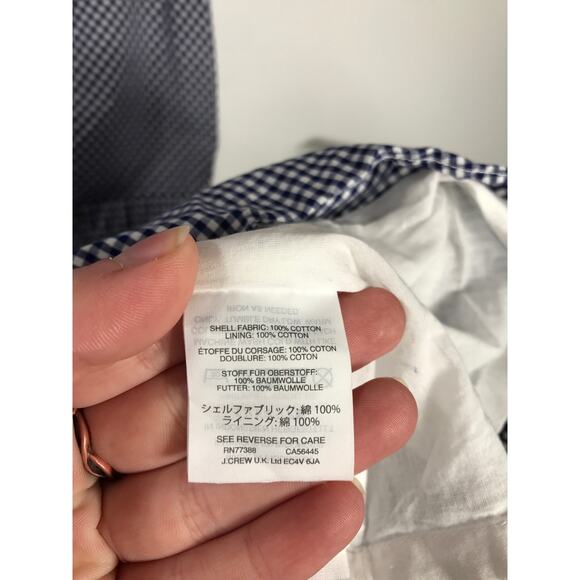 SHELL FABRIC: 100% COTTON
LINING: 100% COTTON
ÉTOFFE DU CORSAGE: 100% COTON
DOUBLURE: 100% COTON
STOFF FÜR OBERSTOFF:
100% BAUMWOLLE
FUTTER: 100% BAUMWOLLE
シェルファブリック: 綿 100%
ライニング: 綿 100%
SEE REVERSE FOR CARE
RN77388 CA56445
J.CREW U.K. Ltd EC4V 6JA